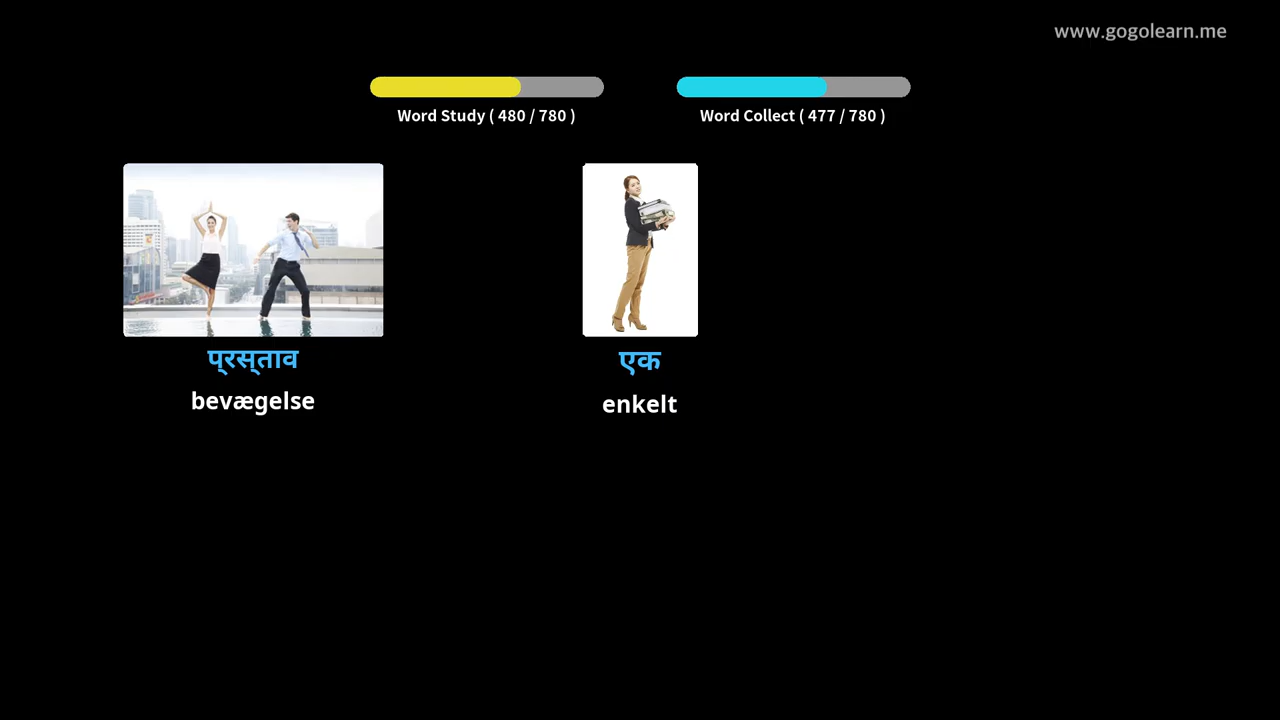 www.gogolearn.me
Word Study ( 480 / 780 )
Word Collect ( 477 / 780 )
प्रस्ताव
bevægelse
एक
enkelt